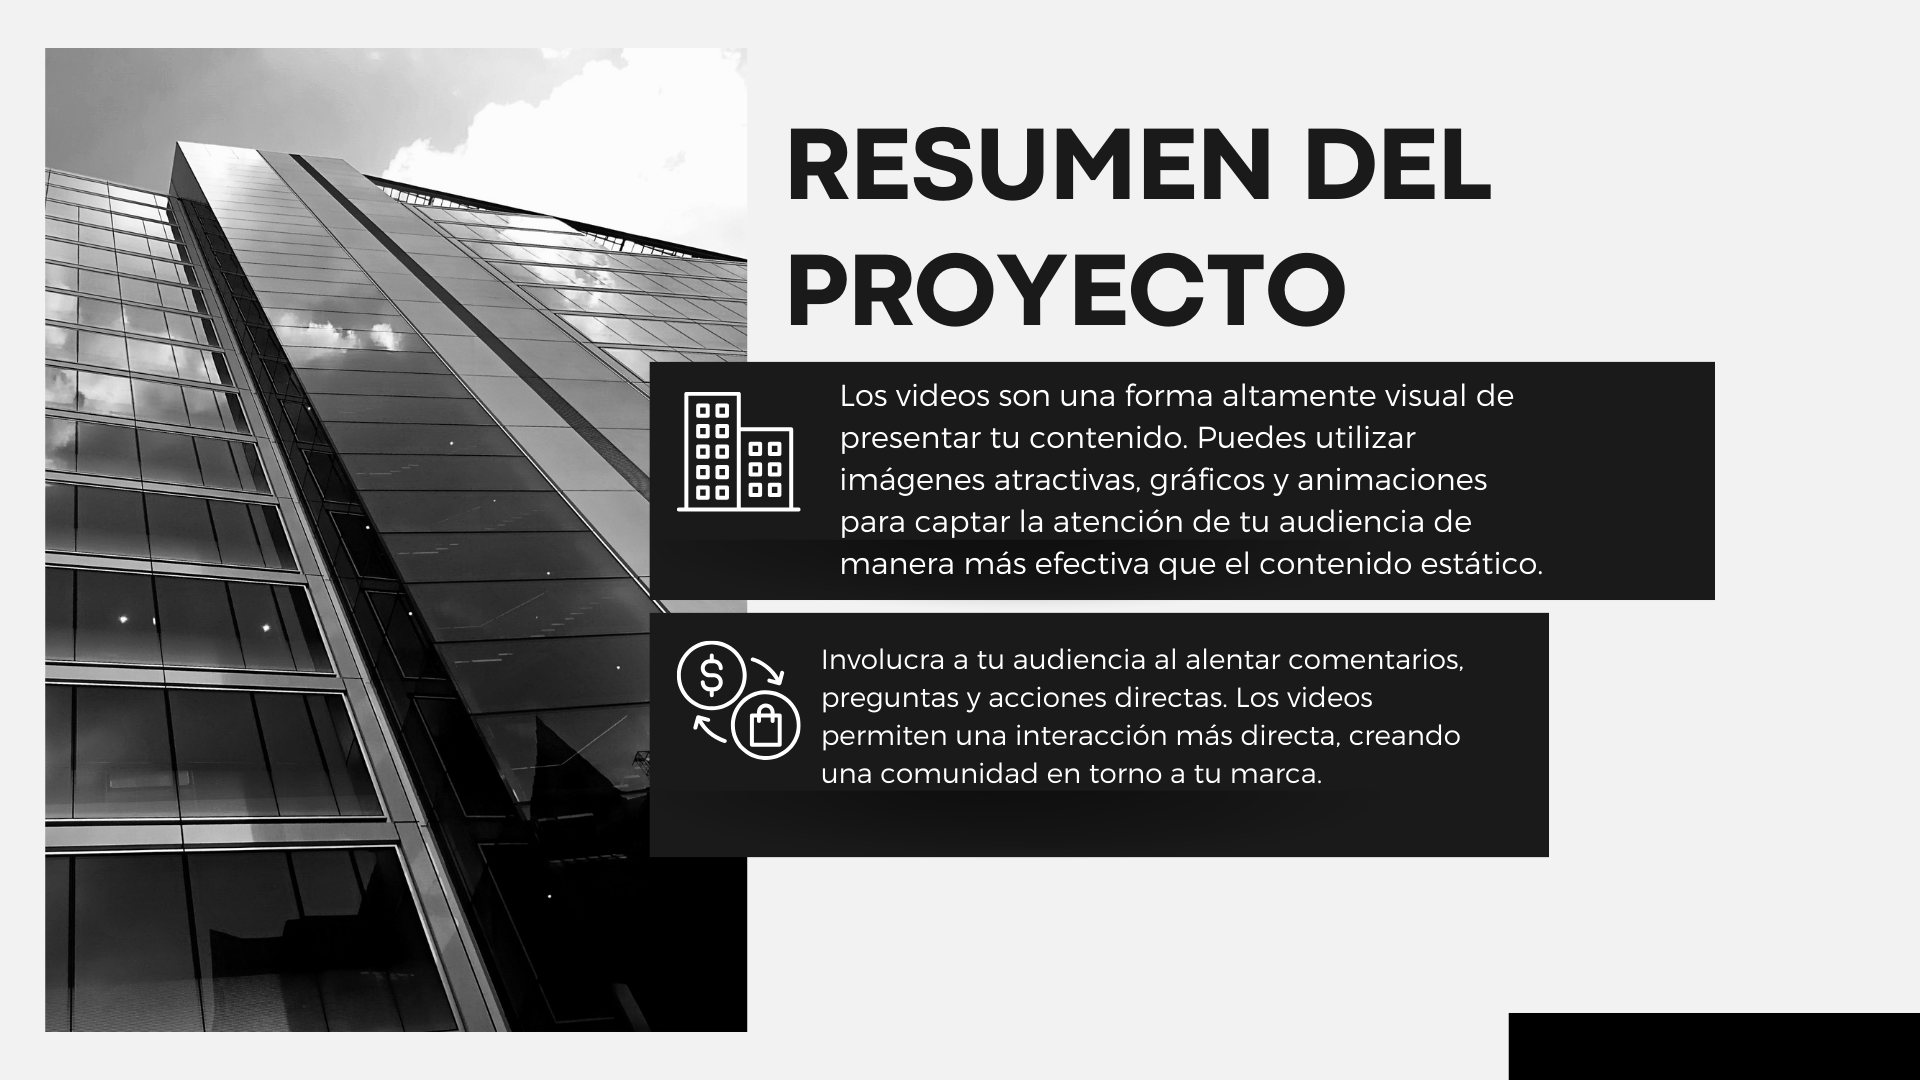 RESUMEN DEL
PROYECTO
Los videos son una forma altamente visual de
presentar tu contenido. Puedes utilizar
imágenes atractivas, gráficos y animaciones
para captar la atención de tu audiencia de
manera más efectiva que el contenido estático.
Involucra a tu audiencia al alentar comentarios,
preguntas y acciones directas. Los videos
permiten una interacción más directa, creando
una comunidad en torno a tu marca.